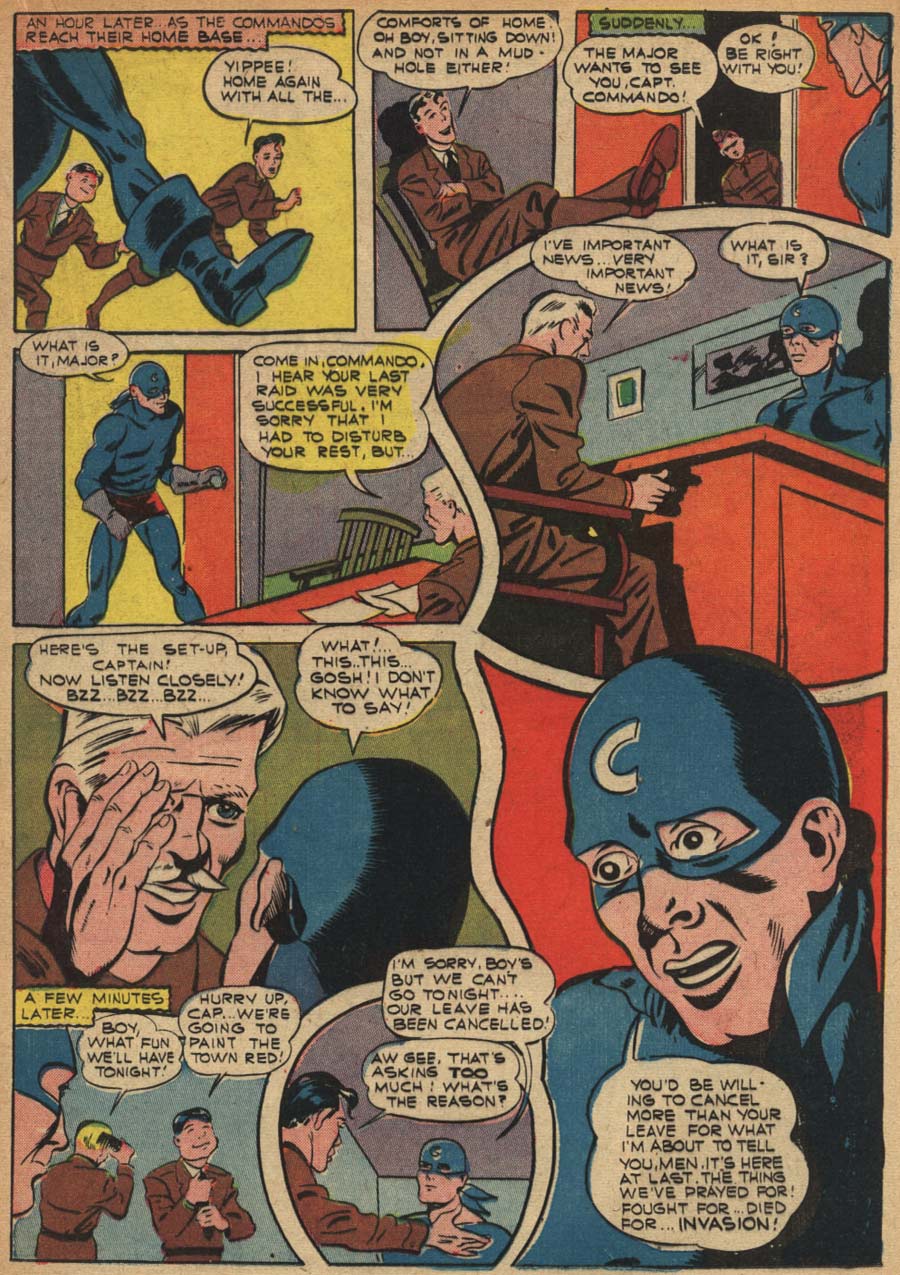 AN HOUR LATER...AS THE COMMANDOS
REACH THEIR HOME BASE...
YIPPEE!
HOME AGAIN
WITH ALL THE...
COMFORTS OF HOME,
OH BOY, SITTING DOWN!
AND NOT IN A MUD-
HOLE EITHER!
SUDDENLY...
THE MAJOR
WANTS TO SEE
YOU, CAPT.
COMMANDO!
OK!
BE RIGHT
WITH YOU!
WHAT IS
IT, MAJOR?
C
COME IN, COMMANDO,
I HEAR YOUR LAST
RAID WAS VERY
SUCCESSFUL. I'M
SORRY THAT I
HAD TO DISTURB
YOUR REST, BUT...
I'VE IMPORTANT
NEWS...VERY
IMPORTANT
NEWS!
WHAT IS
IT, SIR?
C
HERE'S THE SET-UP,
CAPTAIN!
NOW LISTEN CLOSELY!
BZZ...BZZ...BZZ...
WHAT!...
THIS..THIS...
GOSH! I DON'T
KNOW WHAT
TO SAY!
A FEW MINUTES
LATER...
BOY,
WHAT FUN
WE'LL HAVE
TONIGHT!
HURRY UP,
CAP...WE'RE
GOING TO
PAINT THE
TOWN RED!
I'M SORRY, BOY'S
BUT WE CAN'T
GO TONIGHT....
OUR LEAVE HAS
BEEN CANCELLED!
AW GEE, THAT'S
ASKING TOO
MUCH! WHAT'S
THE REASON?
C
C
YOU'D BE WILL-
ING TO CANCEL
MORE THAN YOUR
LEAVE FOR WHAT
I'M ABOUT TO TELL
YOU, MEN. IT'S HERE
AT LAST. THE THING
WE'VE PRAYED FOR!
FOUGHT FOR...DIED
FOR...INVASION!